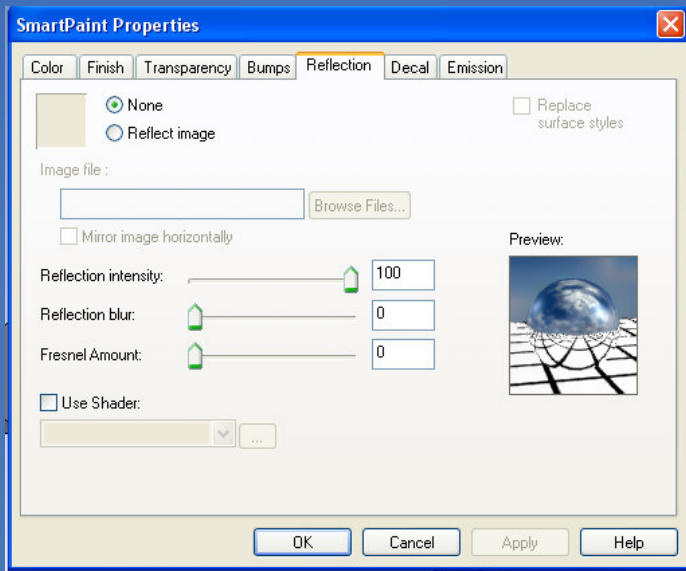 SmartPaint Properties
Color Finish Transparency Bumps Reflection Decal Emission
None
Reflect image
Replace
surface styles
Image file :
Browse Files...
Mirror image horizontally
Preview:
Reflection intensity: 100
Reflection blur: 0
Fresnel Amount: 0
Use Shader:
...
OK Cancel Apply Help